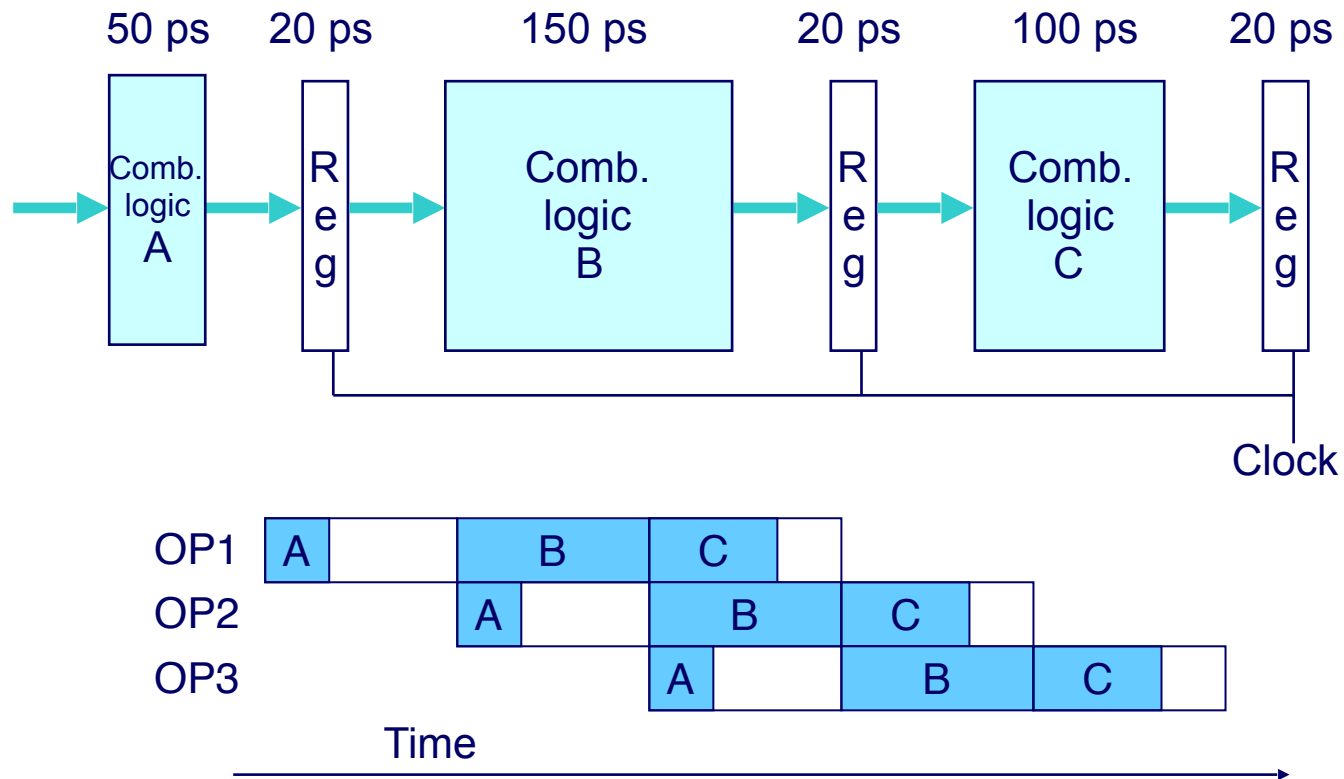 50 ps 20 ps 150 ps 20 ps 100 ps 20 ps
Comb.
logic
A
R
e
g
Comb.
logic
B
R
e
g
Comb.
logic
C
R
e
g
Clock
OP1 A B C
OP2 A B C
OP3 A B C
Time